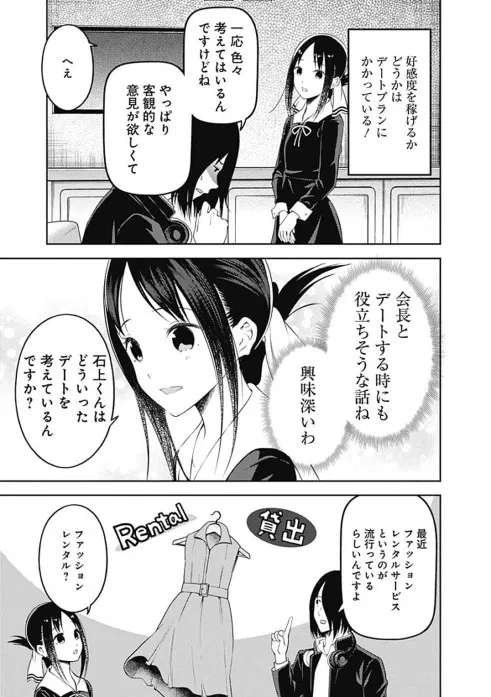 好感度を稼げるか
どうかは
デートプランに
かかっている！
一応色々
考えてはいるん
ですけどね
やっぱり
客観的な
意見が欲しくて
へえ
会長と
デートする時にも
役立ちそうな話ね
興味深いわ
石上くんは
どういった
デートを
考えているん
ですか？
最近
ファッション
レンタルサービス
というのが
流行っている
らしいんですよ
貸出
Rental
ファッション
レンタル？